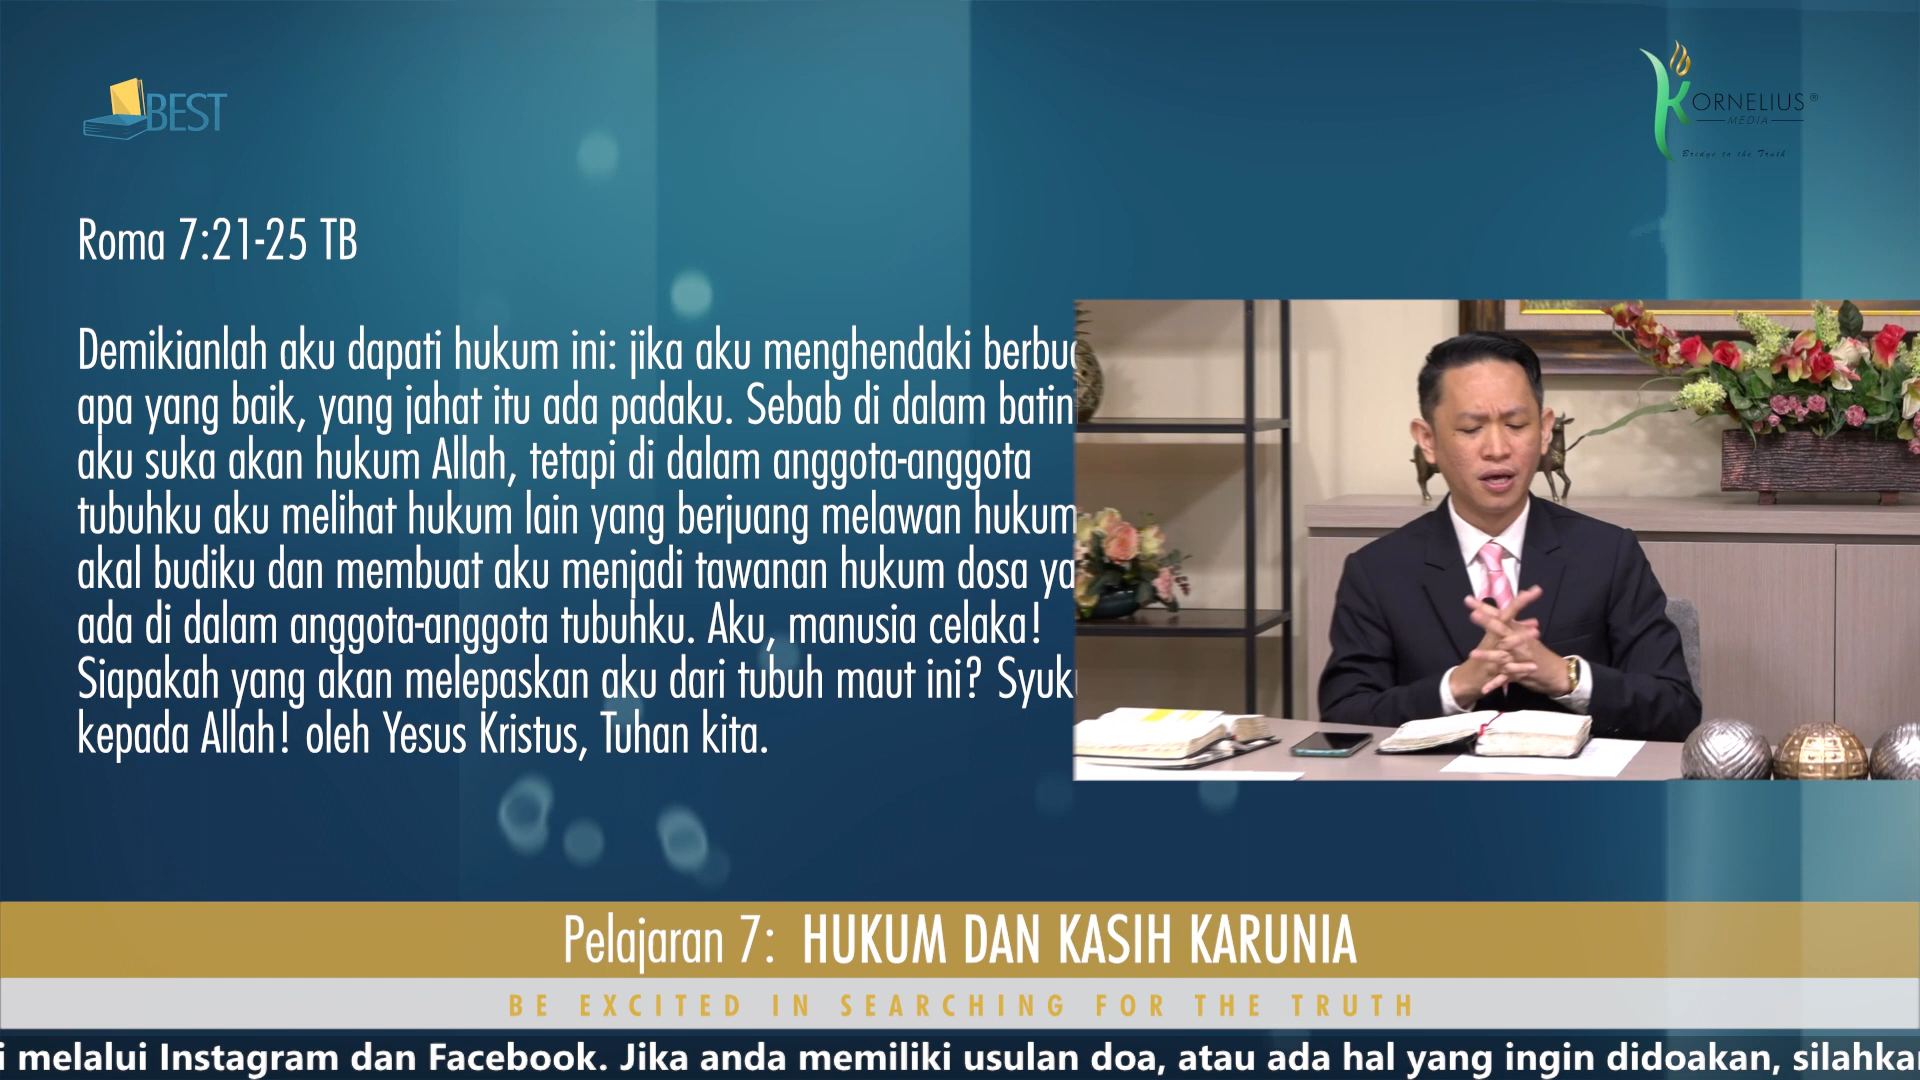 BEST
KORNELIUS®
MEDIA
Bridge to the Truth
Roma 7:21-25 TB
Demikianlah aku dapati hukum ini: jika aku menghendaki
apa yang baik, yang jahat itu ada padaku. Sebab di dalam batin
aku suka akan hukum Allah, tetapi di dalam anggota-anggota
tubuhku aku melihat hukum lain yang berjuang melawan hukum
akal budiku dan membuat aku menjadi tawanan hukum dosa
ada di dalam anggota-anggota tubuhku. Aku, manusia celaka!
Siapakah yang akan melepaskan aku dari tubuh maut ini?
kepada Allah! oleh Yesus Kristus, Tuhan kita.
Pelajaran 7: HUKUM DAN KASIH KARUNIA
BE EXCITED IN SEARCHING FOR THE TRUTH
i melalui Instagram dan Facebook. Jika anda memiliki usulan doa, atau ada hal yang ingin didoakan,